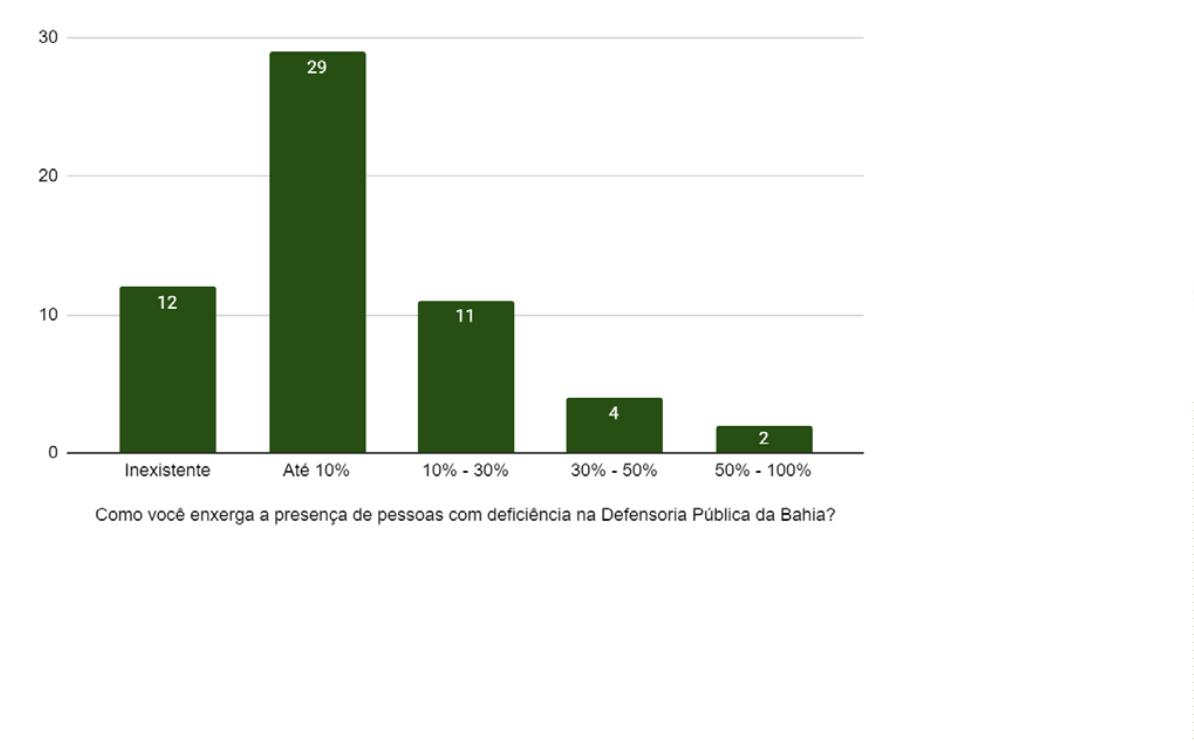 30
29
20
12
10
11
4
2
0
Inexistente
Até 10%
10% - 30%
30% - 50%
50% - 100%
Como você enxerga a presença de pessoas com deficiência na Defensoria Pública da Bahia?